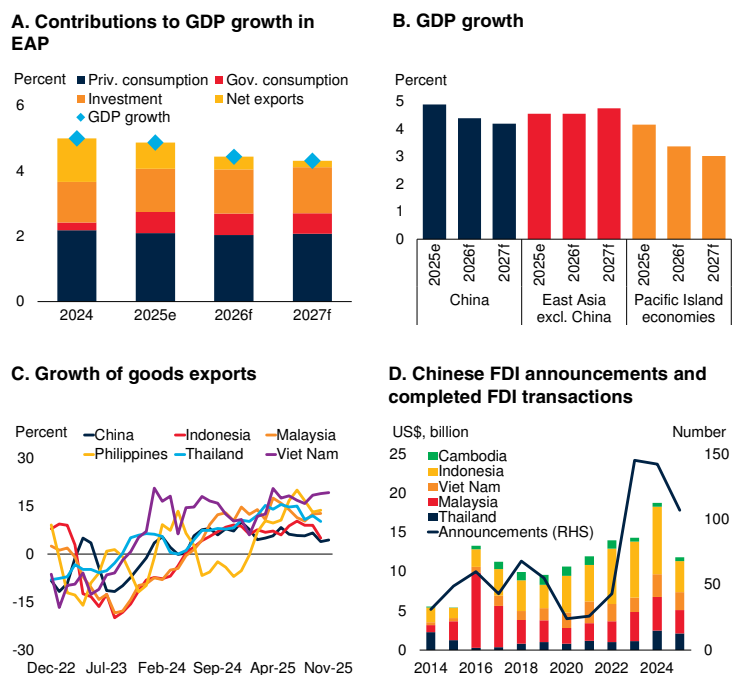 A. Contributions to GDP growth in
EAP
Percent
Priv. consumption
Gov. consumption
Investment
Net exports
GDP growth
6
4
2
0
2024
2025e
2026f
2027f
B. GDP growth
Percent
5
4
3
2
1
0
2025e
2026f
2027f
2025e
2026f
2027f
2025e
2026f
2027f
China
East Asia
excl. China
Pacific Island
economies
C. Growth of goods exports
Percent
China
Indonesia
Malaysia
Philippines
Thailand
Viet Nam
30
15
0
-15
-30
Dec-22
Jul-23
Feb-24
Sep-24
Apr-25
Nov-25
D. Chinese FDI announcements and
completed FDI transactions
US$, billion
Number
Cambodia
Indonesia
Viet Nam
Malaysia
Thailand
Announcements (RHS)
25
20
15
10
5
0
150
100
50
0
2014
2016
2018
2020
2022
2024